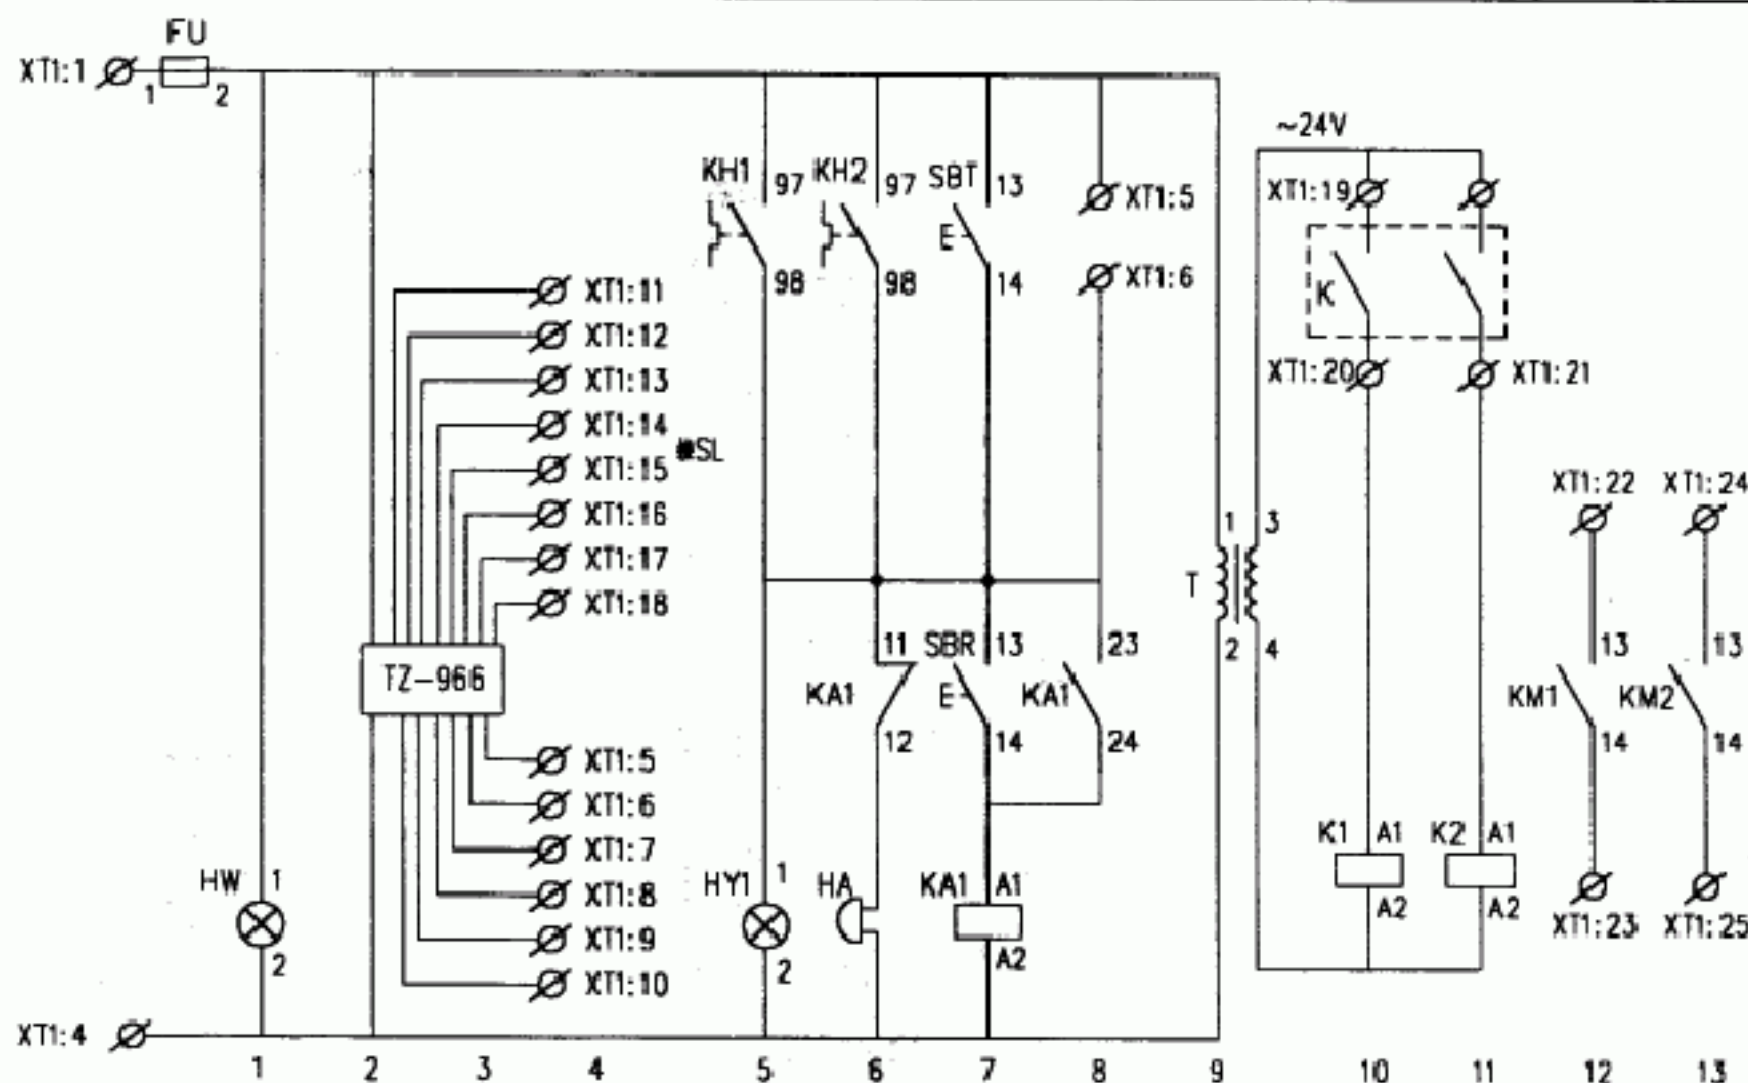 FU
XT1:1
1
2
~24V
KH1
97
KH2
97
SBT
13
XT1:5
XT1:19
E
98
98
14
XT1:6
K
XT1:11
XT1:12
XT1:13
XT1:14
SL
XT1:15
XT1:16
XT1:17
XT1:18
XT1:20
XT1:21
XT1:22
XT1:24
1
3
T
2
4
11
SBR
13
23
13
13
TZ-966
KA1
E
KA1
KM1
KM2
12
14
24
14
14
XT1:5
XT1:6
XT1:7
XT1:8
XT1:9
XT1:10
K1
A1
K2
A1
HW
1
HY1
1
HA
KA1
A1
A2
A2
2
2
A2
XT1:23
XT1:25
XT1:4
1
2
3
4
5
6
7
8
9
10
11
12
13